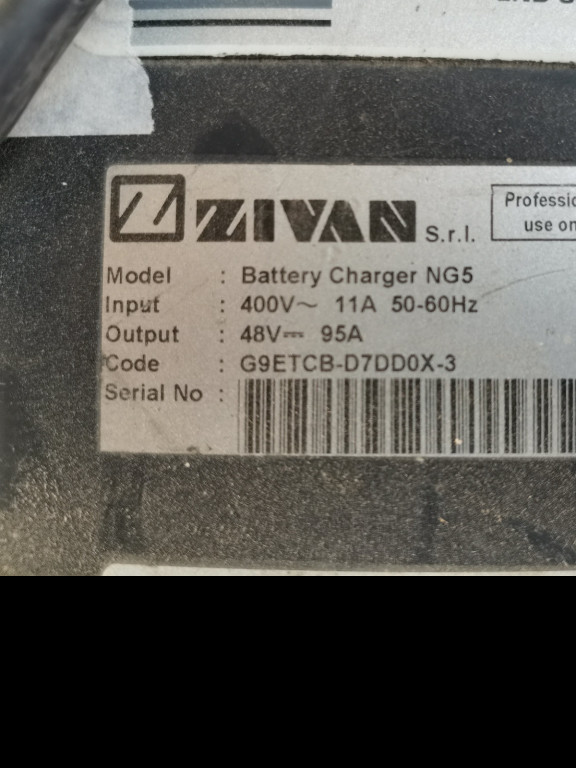 ZIVAN S.r.l.
Professio
use on
Model : Battery Charger NG5
Input : 400V~ 11A 50-60Hz
Output : 48V⎓ 95A
Code : G9ETCB-D7DD0X-3
Serial No :